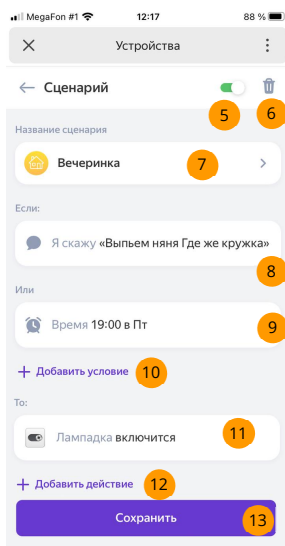 MegaFon #1 12:17 88 %
Устройства
Сценарий
5
6
Название сценария
Вечеринка 7
Если:
Я скажу «Выпьем няня Где же кружка»
8
Или
Время 19:00 в Пт 9
+ Добавить условие 10
То:
Лампадка включится 11
+ Добавить действие 12
Сохранить 13